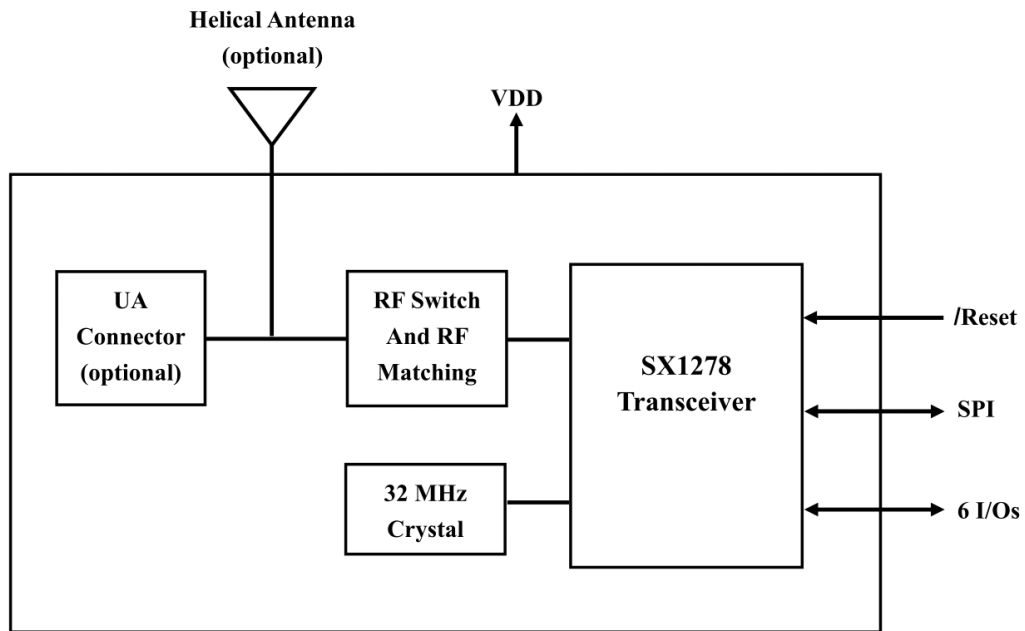 Helical Antenna
(optional)
VDD
UA
Connector
(optional)
RF Switch
And RF
Matching
SX1278
Transceiver
32 MHz
Crystal
/Reset
SPI
6 I/Os